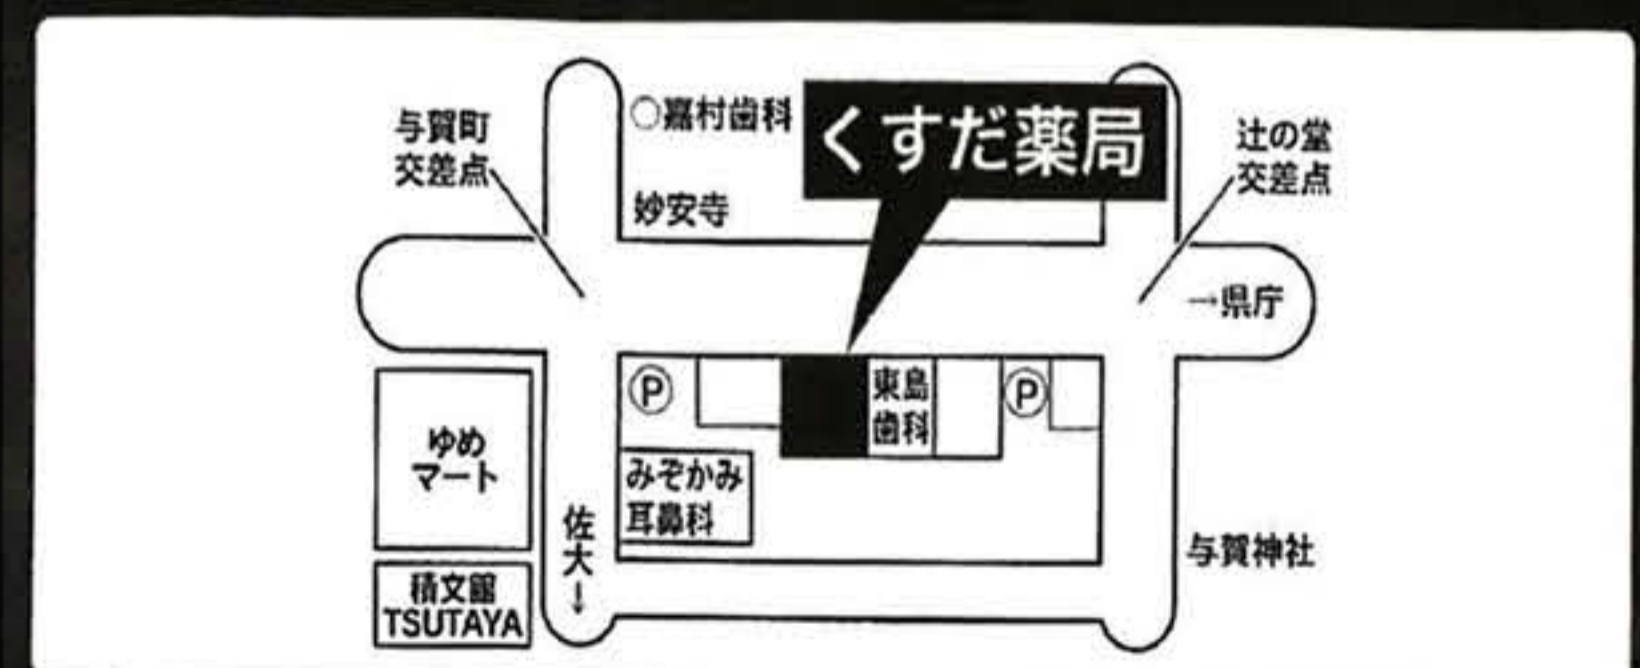 ○嘉村歯科
くすだ薬局
与賀町
交差点
辻の堂
交差点
妙安寺
→県庁
Ⓟ
東島
歯科
Ⓟ
ゆめ
マート
みぞかみ
耳鼻科
佐大↓
与賀神社
積文館
TSUTAYA